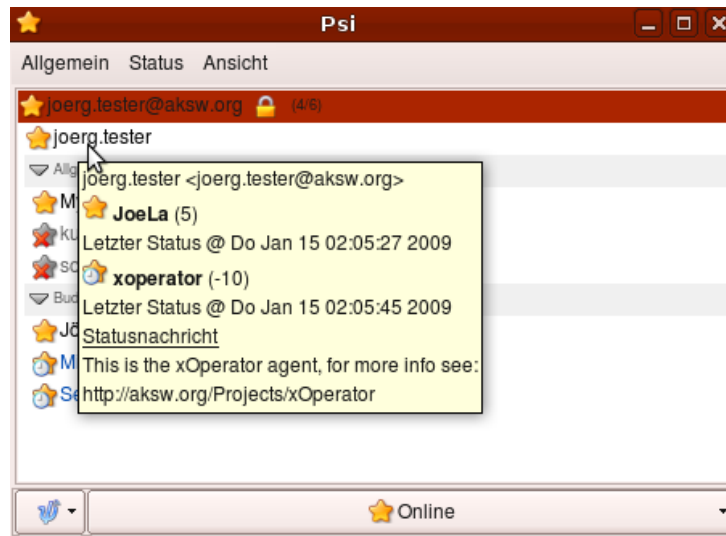 Psi
Allgemein Status Ansicht
joerg.tester@aksw.org (4/6)
joerg.tester
joerg.tester <joerg.tester@aksw.org>
JoeLa (5)
Letzter Status @ Do Jan 15 02:05:27 2009
xoperator (-10)
Letzter Status @ Do Jan 15 02:05:45 2009
Statusnachricht
This is the xOperator agent, for more info see:
http://aksw.org/Projects/xOperator
Online